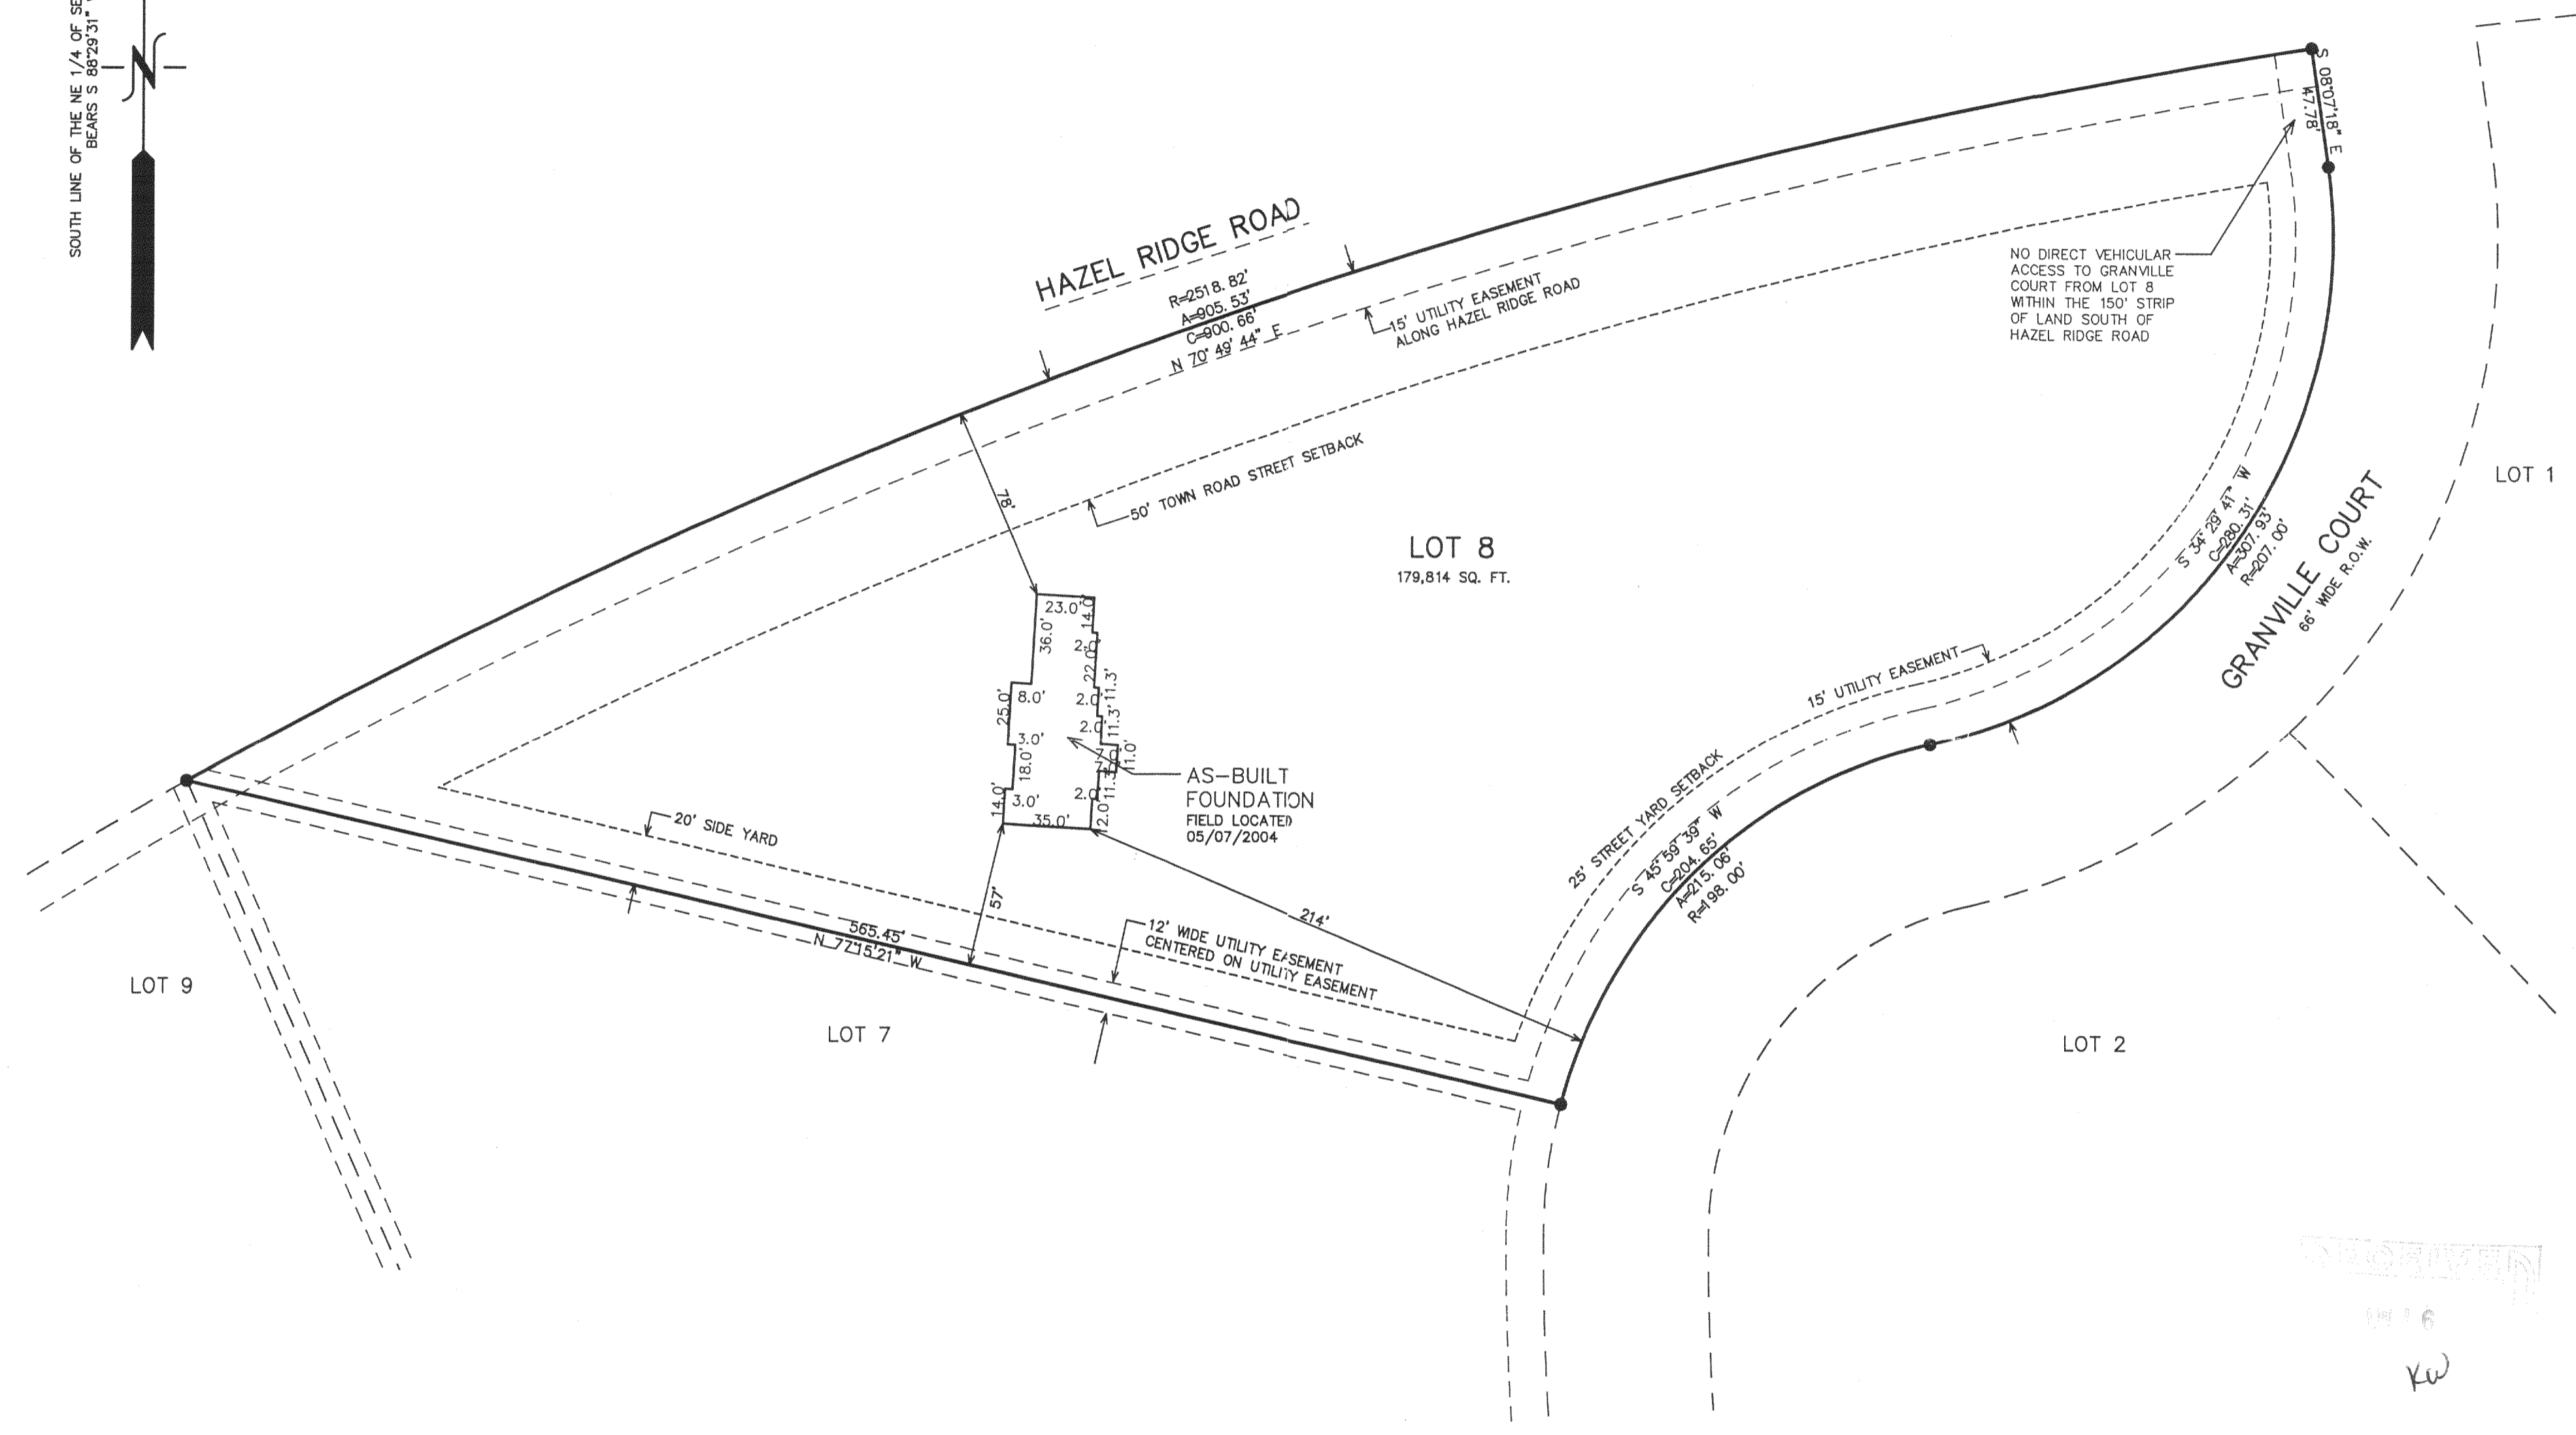 SOUTH LINE OF THE NE 1/4 OF SE
BEARS S 88°29'31"
N
S 08°07'18" E
47.78'
HAZEL RIDGE ROAD
R=2518.82'
A=905.53'
C=900.66'
N 70°49'44" E
15' UTILITY EASEMENT
ALONG HAZEL RIDGE ROAD
NO DIRECT VEHICULAR
ACCESS TO GRANVILLE
COURT FROM LOT 8
WITHIN THE 150' STRIP
OF LAND SOUTH OF
HAZEL RIDGE ROAD
78'
50' TOWN ROAD STREET SETBACK
LOT 8
179,814 SQ. FT.
LOT 1
S 34°29'41" W
C=280.31'
A=307.93'
R=207.00'
GRANVILLE COURT
66' WIDE R.O.W.
23.0'
14.0'
36.0'
2.0'
22.0'
11.3'
8.0'
2.0'
25.0'
11.3'
2.0'
3.0'
11.0'
18.0'
11.3'
14.0'
3.0'
2.0'
35.0'
AS-BUILT
FOUNDATION
FIELD LOCATED
05/07/2004
15' UTILITY EASEMENT
25' STREET YARD SETBACK
S 45°59'39" W
C=204.65'
A=215.06'
R=198.00'
20' SIDE YARD
57'
214'
565.45'
N 77°15'21" W
12' WIDE UTILITY EASEMENT
CENTERED ON UTILITY EASEMENT
LOT 9
LOT 7
LOT 2
RECEIVED
6
KW